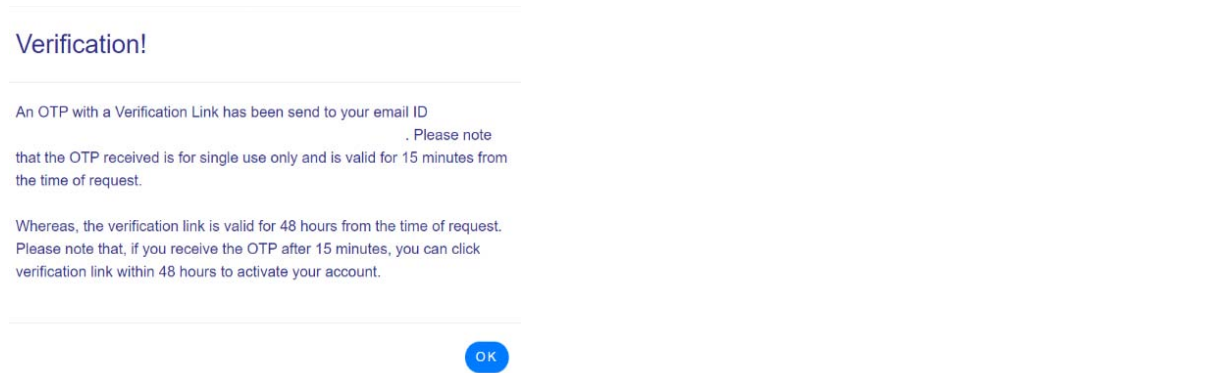 Verification!
An OTP with a Verification Link has been send to your email ID
. Please note
that the OTP received is for single use only and is valid for 15 minutes from
the time of request.
Whereas, the verification link is valid for 48 hours from the time of request.
Please note that, if you receive the OTP after 15 minutes, you can click
verification link within 48 hours to activate your account.
OK